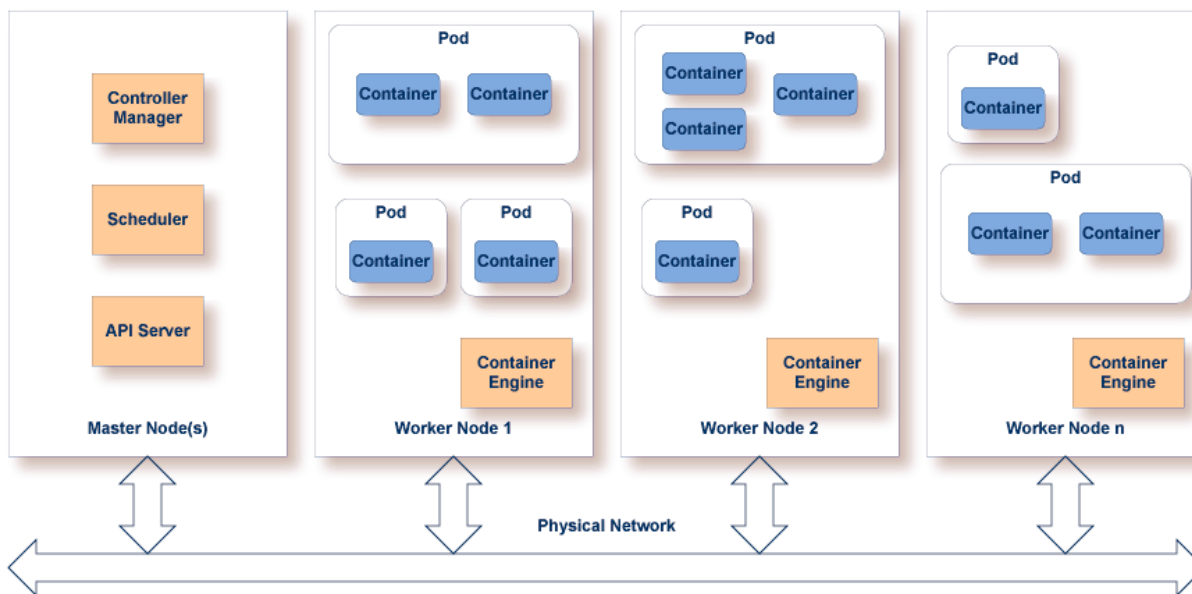 Controller
Manager
Scheduler
API Server
Master Node(s)
Pod
Container
Container
Pod
Container
Pod
Container
Container
Engine
Worker Node 1
Pod
Container
Container
Container
Pod
Container
Container
Engine
Worker Node 2
Pod
Container
Pod
Container
Container
Container
Engine
Worker Node n
Physical Network